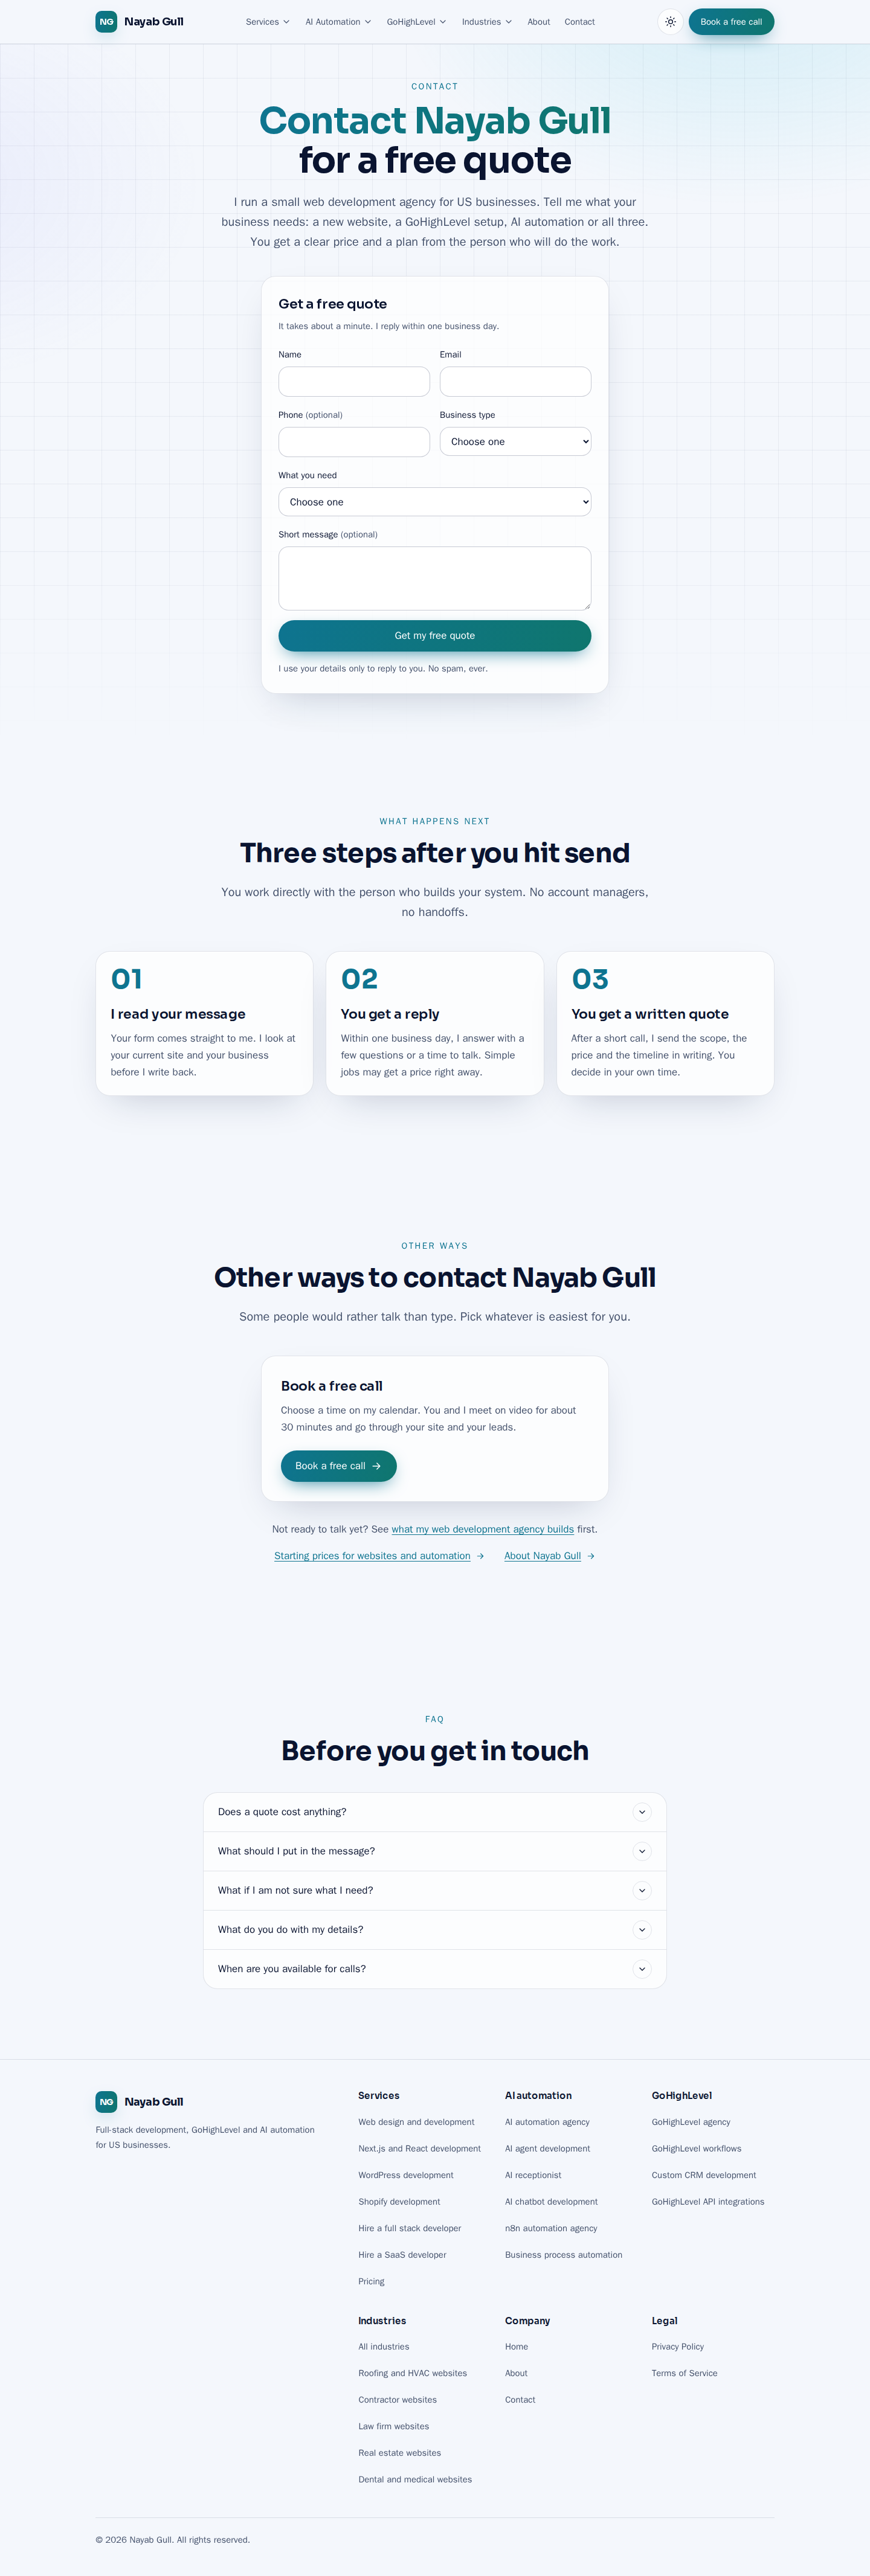 NG Nayab Gull
Services AI Automation GoHighLevel Industries About Contact
Book a free call
CONTACT
Contact Nayab Gull
for a free quote
I run a small web development agency for US businesses. Tell me what your
business needs: a new website, a GoHighLevel setup, AI automation or all three.
You get a clear price and a plan from the person who will do the work.
Get a free quote
It takes about a minute. I reply within one business day.
Name
Email
Phone (optional)
Business type
Choose one
What you need
Choose one
Short message (optional)
Get my free quote
I use your details only to reply to you. No spam, ever.
WHAT HAPPENS NEXT
Three steps after you hit send
You work directly with the person who builds your system. No account managers,
no handoffs.
01
I read your message
Your form comes straight to me. I look at
your current site and your business
before I write back.
02
You get a reply
Within one business day, I answer with a
few questions or a time to talk. Simple
jobs may get a price right away.
03
You get a written quote
After a short call, I send the scope, the
price and the timeline in writing. You
decide in your own time.
OTHER WAYS
Other ways to contact Nayab Gull
Some people would rather talk than type. Pick whatever is easiest for you.
Book a free call
Choose a time on my calendar. You and I meet on video for about
30 minutes and go through your site and your leads.
Book a free call →
Not ready to talk yet? See what my web development agency builds first.
Starting prices for websites and automation → About Nayab Gull →
FAQ
Before you get in touch
Does a quote cost anything?
What should I put in the message?
What if I am not sure what I need?
What do you do with my details?
When are you available for calls?
NG Nayab Gull
Full-stack development, GoHighLevel and AI automation
for US businesses.
Services
Web design and development
Next.js and React development
WordPress development
Shopify development
Hire a full stack developer
Hire a SaaS developer
Pricing
AI automation
AI automation agency
AI agent development
AI receptionist
AI chatbot development
n8n automation agency
Business process automation
GoHighLevel
GoHighLevel agency
GoHighLevel workflows
Custom CRM development
GoHighLevel API integrations
Industries
All industries
Roofing and HVAC websites
Contractor websites
Law firm websites
Real estate websites
Dental and medical websites
Company
Home
About
Contact
Legal
Privacy Policy
Terms of Service
© 2026 Nayab Gull. All rights reserved.